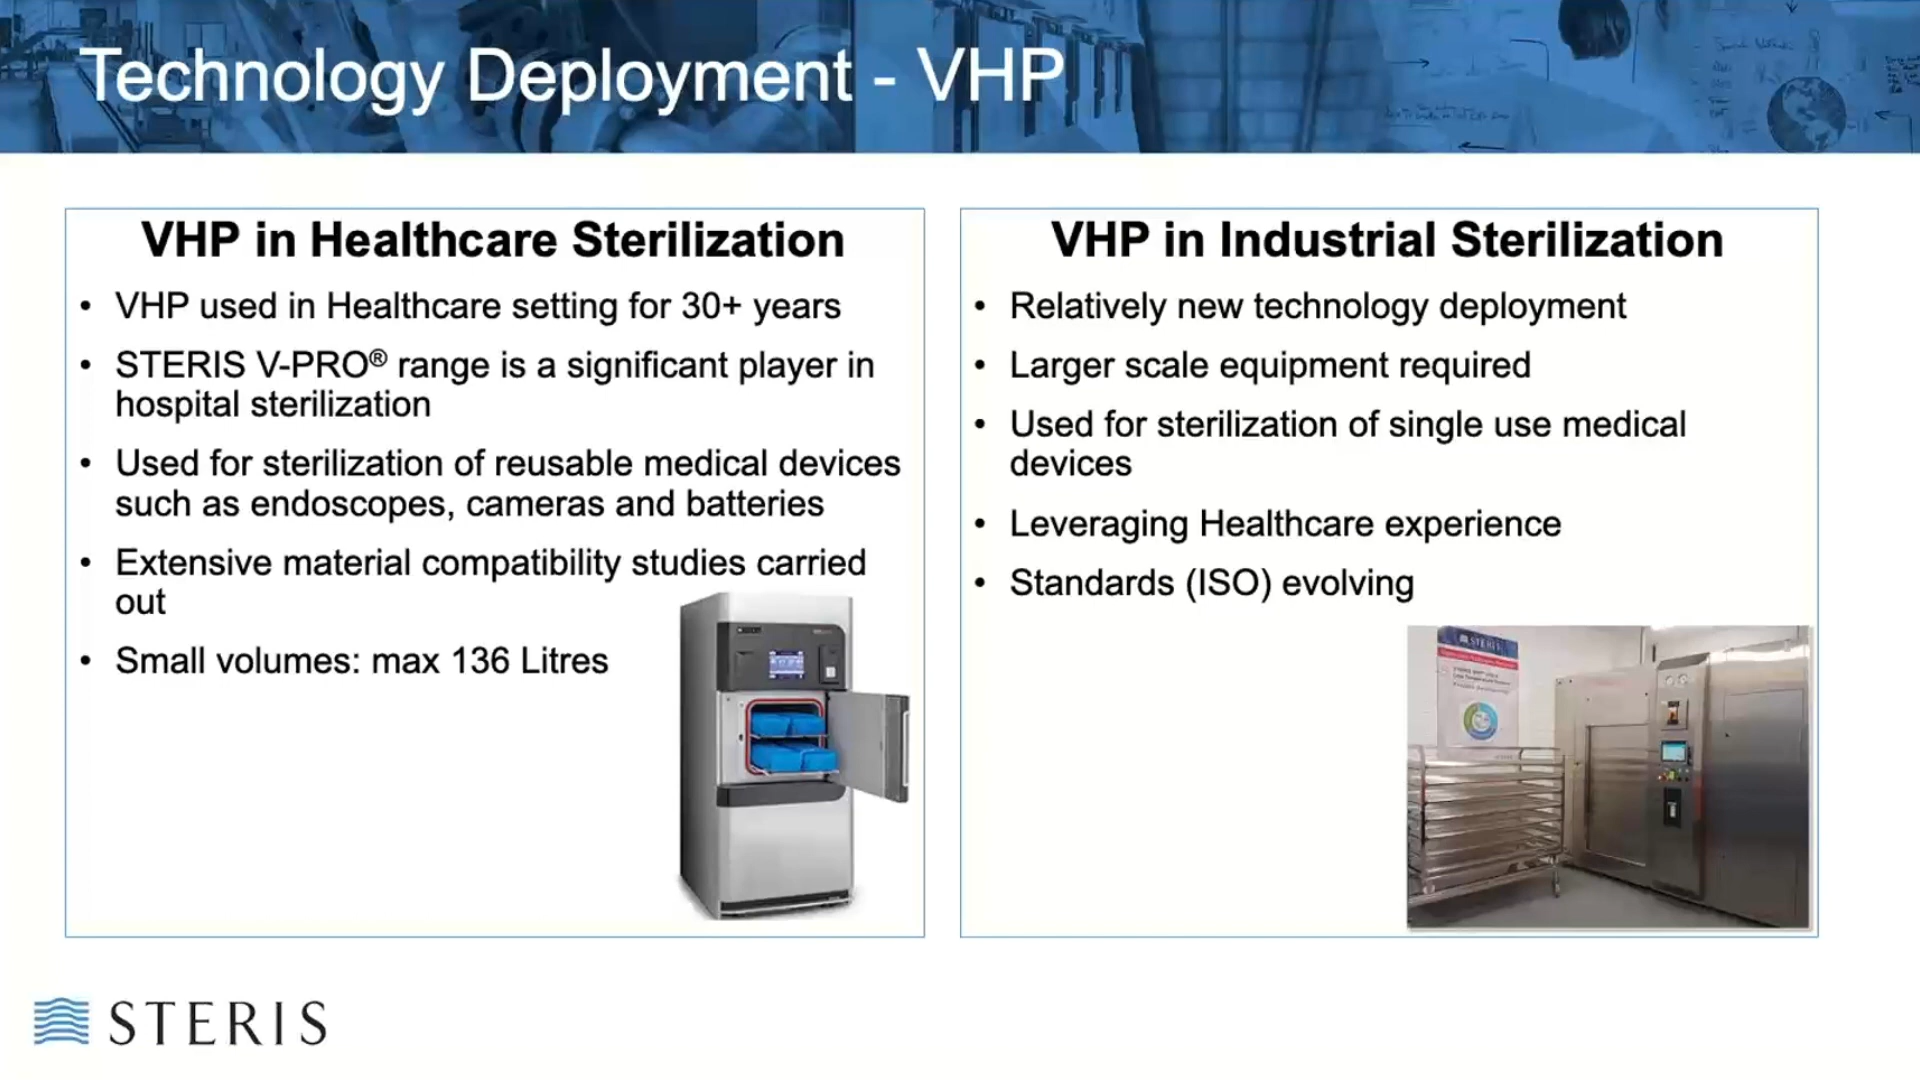 Technology Deployment - VHP
VHP in Healthcare Sterilization
• VHP used in Healthcare setting for 30+ years
• STERIS V-PRO® range is a significant player in
hospital sterilization
• Used for sterilization of reusable medical devices
such as endoscopes, cameras and batteries
• Extensive material compatibility studies carried
out
• Small volumes: max 136 Litres
VHP in Industrial Sterilization
• Relatively new technology deployment
• Larger scale equipment required
• Used for sterilization of single use medical
devices
• Leveraging Healthcare experience
• Standards (ISO) evolving
STERIS
STERIS